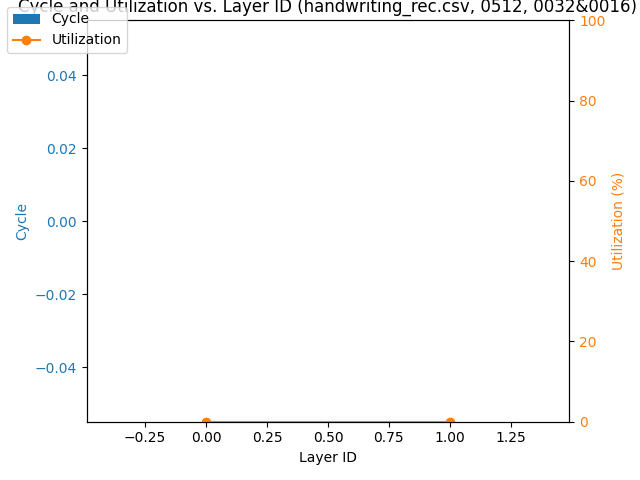 Cycle and Utilization vs. Layer ID (handwriting_rec.csv, 0512, 0032&0016)
Cycle
Utilization
0.04
0.02
0.00
−0.02
−0.04
Cycle
100
80
60
40
20
0
Utilization (%)
−0.25 0.00 0.25 0.50 0.75 1.00 1.25
Layer ID